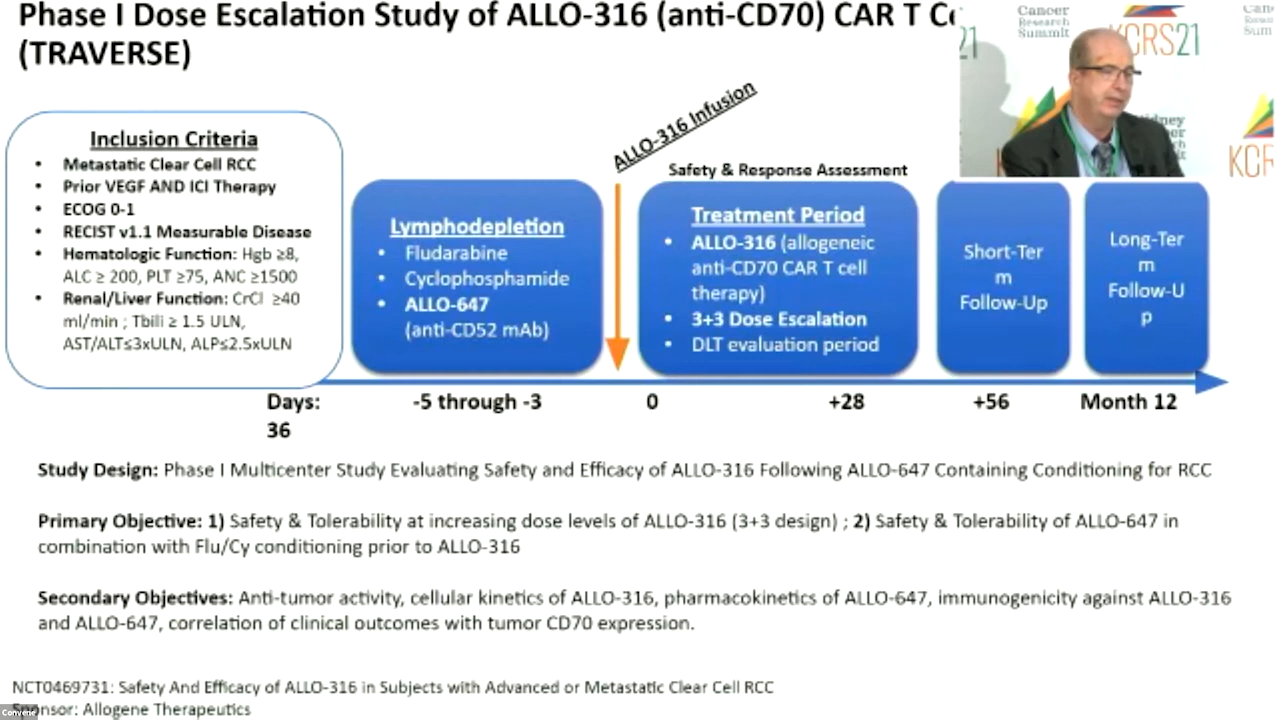 Phase I Dose Escalation Study of ALLO-316 (anti-CD70) CAR T
(TRAVERSE)
Cancer
Research
Summit
KCRS21
21
Inclusion Criteria
• Metastatic Clear Cell RCC
• Prior VEGF AND ICI Therapy
• ECOG 0-1
• RECIST v1.1 Measurable Disease
• Hematologic Function: Hgb ≥8,
ALC ≥ 200, PLT ≥75, ANC ≥1500
• Renal/Liver Function: CrCl ≥40
ml/min ; Tbili ≥ 1.5 ULN,
AST/ALT≤3xULN, ALP≤2.5xULN
Lymphodepletion
• Fludarabine
• Cyclophosphamide
• ALLO-647
(anti-CD52 mAb)
ALLO-316 Infusion
Safety & Response Assessment
Treatment Period
• ALLO-316 (allogeneic
anti-CD70 CAR T cell
therapy)
• 3+3 Dose Escalation
• DLT evaluation period
Short-Ter
m
Follow-Up
Long-Ter
m
Follow-U
p
Days: -5 through -3 0 +28 +56 Month 12
36
Study Design: Phase I Multicenter Study Evaluating Safety and Efficacy of ALLO-316 Following ALLO-647 Containing Conditioning for RCC
Primary Objective: 1) Safety & Tolerability at increasing dose levels of ALLO-316 (3+3 design) ; 2) Safety & Tolerability of ALLO-647 in
combination with Flu/Cy conditioning prior to ALLO-316
Secondary Objectives: Anti-tumor activity, cellular kinetics of ALLO-316, pharmacokinetics of ALLO-647, immunogenicity against ALLO-316
and ALLO-647, correlation of clinical outcomes with tumor CD70 expression.
NCT0469731: Safety And Efficacy of ALLO-316 in Subjects with Advanced or Metastatic Clear Cell RCC
Sponsor: Allogene Therapeutics
Convene